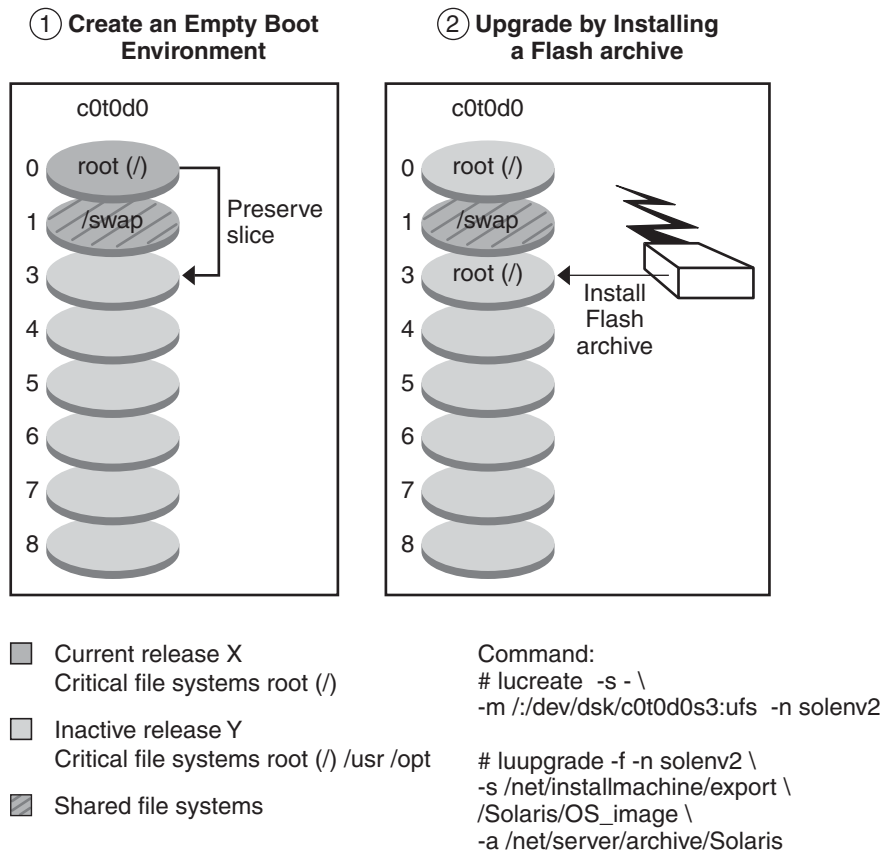 1 Create an Empty Boot
Environment
2 Upgrade by Installing
a Flash archive
c0t0d0
0 root (/)
1 /swap
Preserve
slice
3
4
5
6
7
8
c0t0d0
0 root (/)
1 /swap
3 root (/)
Install
Flash
archive
4
5
6
7
8
Current release X
Critical file systems root (/)
Inactive release Y
Critical file systems root (/) /usr /opt
Shared file systems
Command:
# lucreate -s - \
-m /:/dev/dsk/c0t0d0s3:ufs -n solenv2
# luupgrade -f -n solenv2 \
-s /net/installmachine/export \
/Solaris/OS_image \
-a /net/server/archive/Solaris